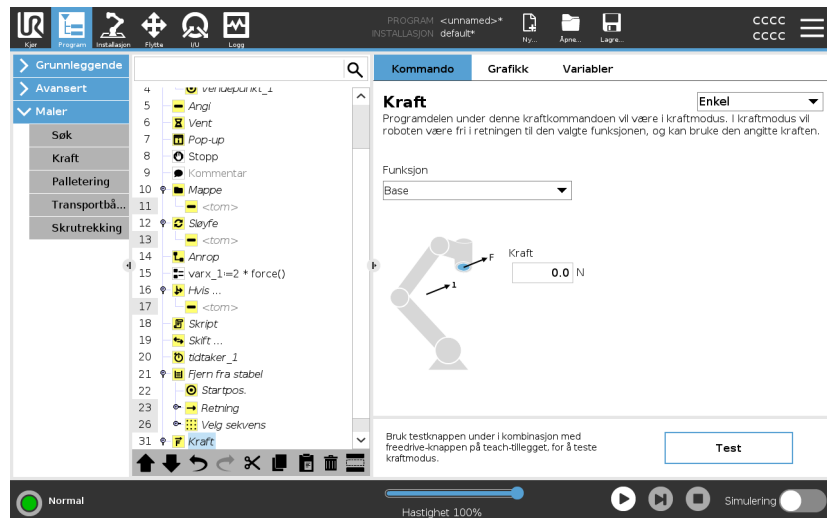 PROGRAM <unnamed>*
INSTALLASJON default*
Kjør
Program
Installasjon
Flytte
I/U
Logg
Ny...
Åpne...
Lagre...
CCCC
CCCC
Grunnleggende
Avansert
Maler
Søk
Kraft
Palletering
Transportbå...
Skrutrekking
4 Vendepunkt_1
5 Angi
6 Vent
7 Pop-up
8 Stopp
9 Kommentar
10 Mappe
11 <tom>
12 Sløyfe
13 <tom>
14 Anrop
15 varx_1:=2 * force()
16 Hvis ...
17 <tom>
18 Skript
19 Skift ...
20 tidtaker_1
21 Fjern fra stabel
22 Startpos.
23 Retning
26 Velg sekvens
31 Kraft
Kommando
Grafikk
Variabler
Kraft
Enkel
Programdelen under denne kraftkommandoen vil være i kraftmodus. I kraftmodus vil
roboten være fri i retningen til den valgte funksjonen, og kan bruke den angitte kraften.
Funksjon
Base
F
1
Kraft
0.0 N
Bruk testknappen under i kombinasjon med
freedrive-knappen på teach-tillegget, for å teste
kraftmodus.
Test
Normal
Hastighet 100%
Simulering